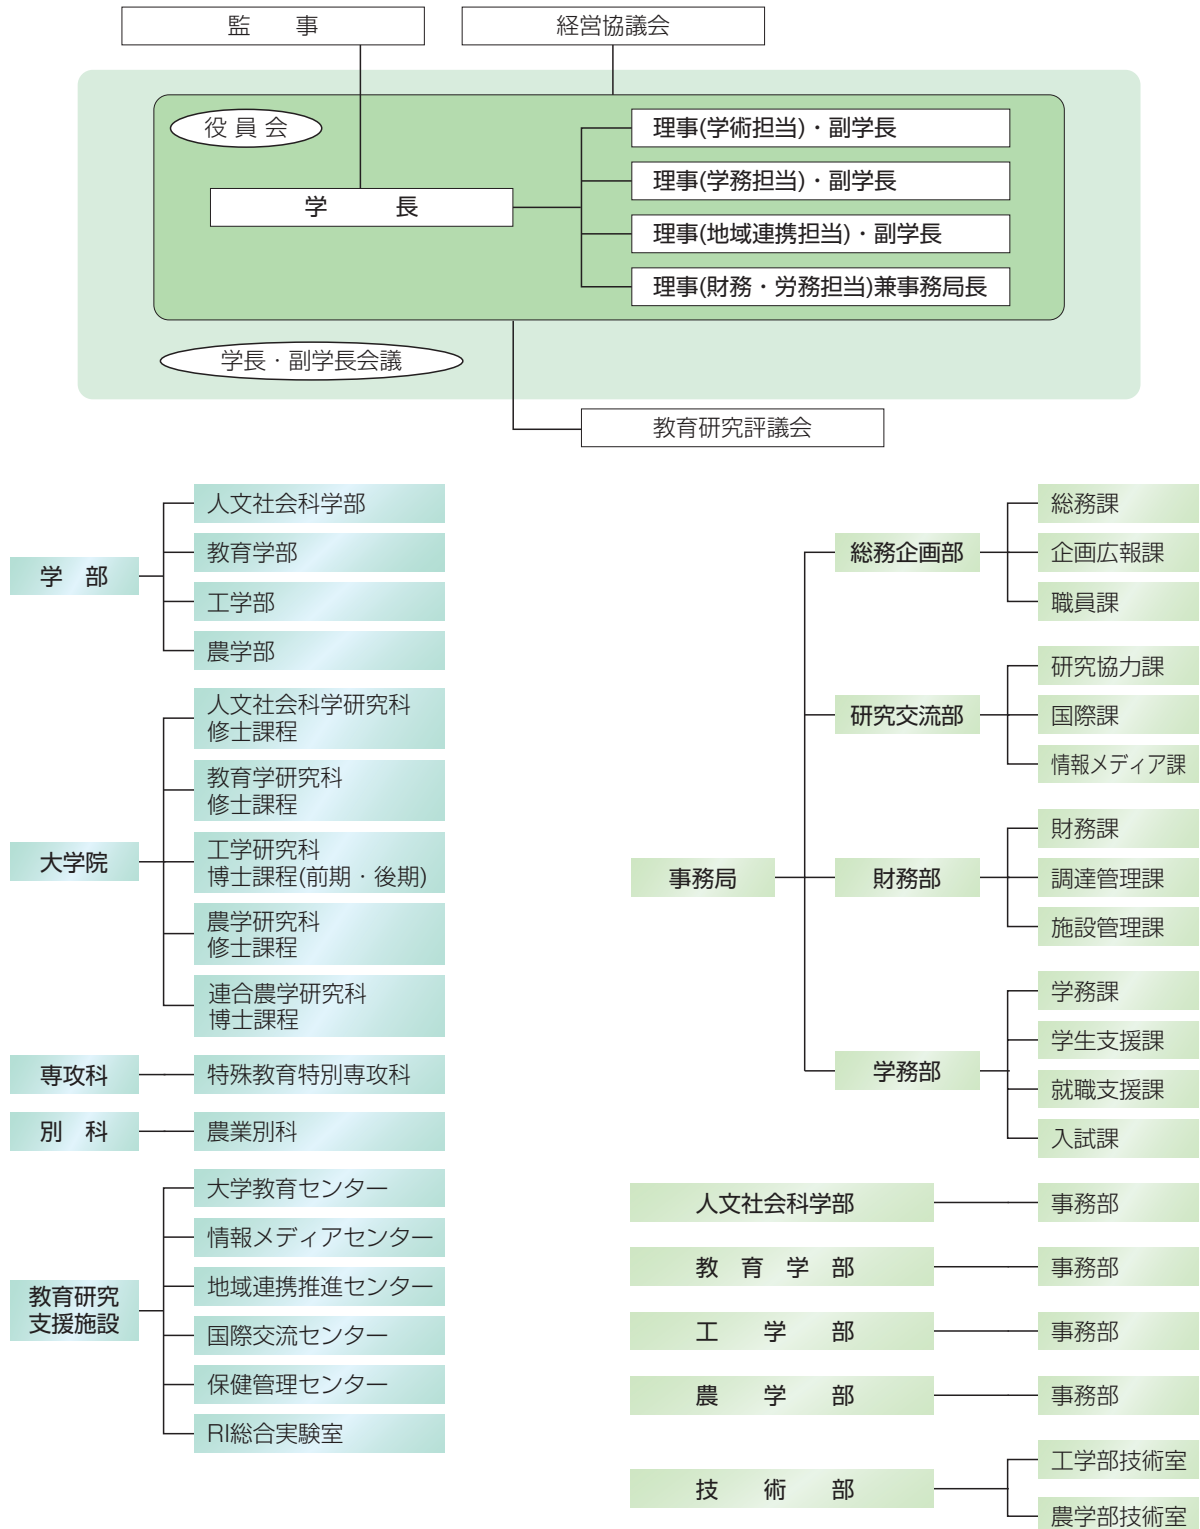 監事
経営協議会
役員会
学長
理事(学術担当)・副学長
理事(学務担当)・副学長
理事(地域連携担当)・副学長
理事(財務・労務担当)兼事務局長
学長・副学長会議
教育研究評議会
学部
人文社会科学部
教育学部
工学部
農学部
大学院
人文社会科学研究科
修士課程
教育学研究科
修士課程
工学研究科
博士課程(前期・後期)
農学研究科
修士課程
連合農学研究科
博士課程
専攻科
特殊教育特別専攻科
別科
農業別科
教育研究
支援施設
大学教育センター
情報メディアセンター
地域連携推進センター
国際交流センター
保健管理センター
RI総合実験室
事務局
総務企画部
総務課
企画広報課
職員課
研究交流部
研究協力課
国際課
情報メディア課
財務部
財務課
調達管理課
施設管理課
学務部
学務課
学生支援課
就職支援課
入試課
人文社会科学部
事務部
教育学部
事務部
工学部
事務部
農学部
事務部
技術部
工学部技術室
農学部技術室